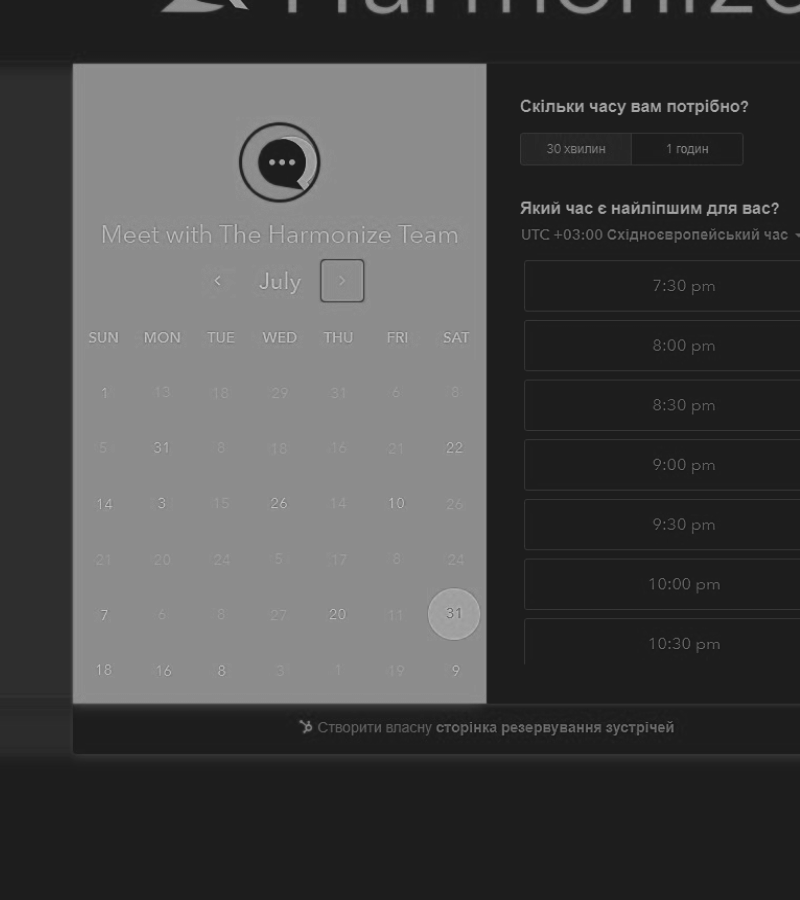 Harmonize
Meet with The Harmonize Team
July
SUN MON TUE WED THU FRI SAT
1 13 18 29 31 6 8
5 31 8 18 16 21 22
14 3 15 26 14 10 26
21 20 24 5 17 8 24
7 6 8 27 20 11 31
18 16 8 3 1 19 9
Скільки часу вам потрібно?
30 хвилин 1 годин
Який час є найліпшим для вас?
UTC +03:00 Східноєвропейський час
7:30 pm
8:00 pm
8:30 pm
9:00 pm
9:30 pm
10:00 pm
10:30 pm
Створити власну сторінка резервування зустрічей